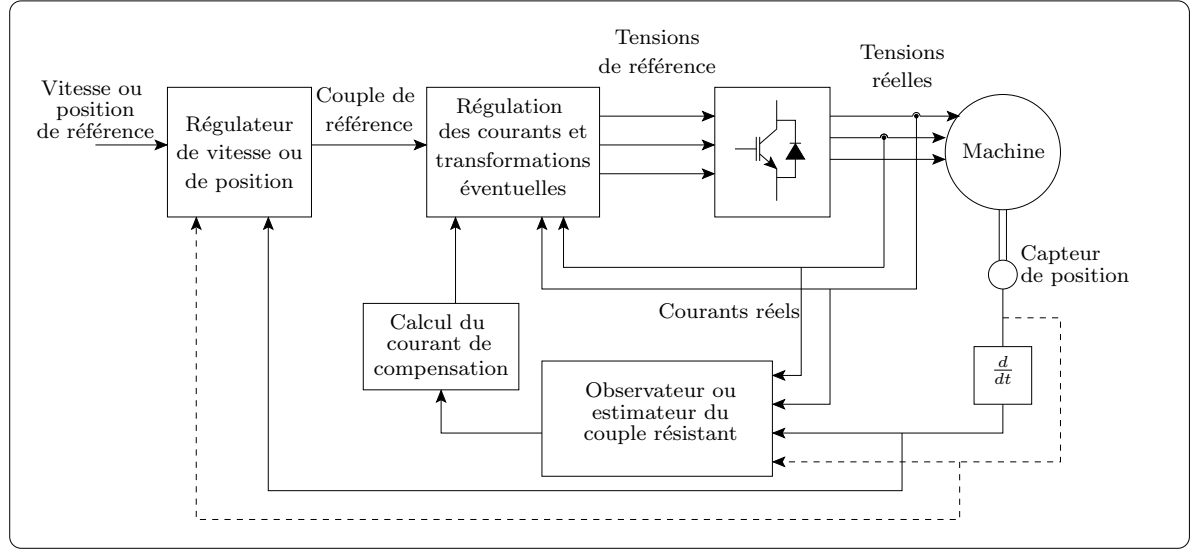 Vitesse ou
position
de référence
Régulateur
de vitesse ou
de position
Couple de
référence
Régulation
des courants et
transformations
éventuelles
Tensions
de référence
Tensions
réelles
Machine
Capteur
de position
Courants réels
Calcul du
courant de
compensation
Observateur ou
estimateur du
couple résistant
d
dt